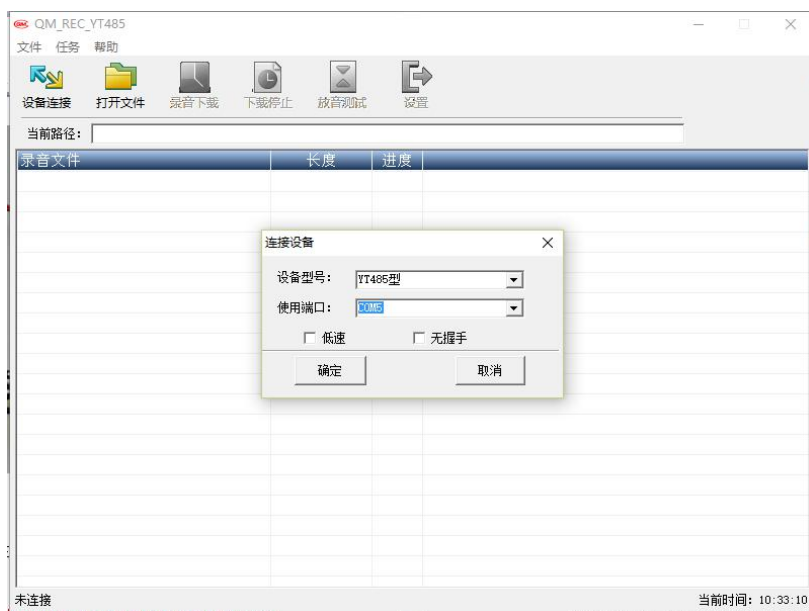 QM_REC_YT485
文件 任务 帮助
设备连接 打开文件 录音下载 下载停止 放音测试 设置
当前路径：
录音文件 长度 进度
连接设备
设备型号： YT485型
使用端口： COM5
低速 无握手
确定 取消
未连接 当前时间：10:33:10